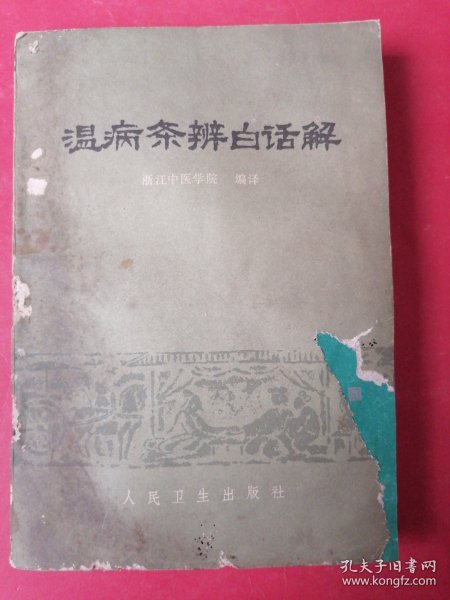 温病条辨白话解
浙江中医学院 编译
人民卫生出版社
孔夫子旧书网
www.kongfz.com